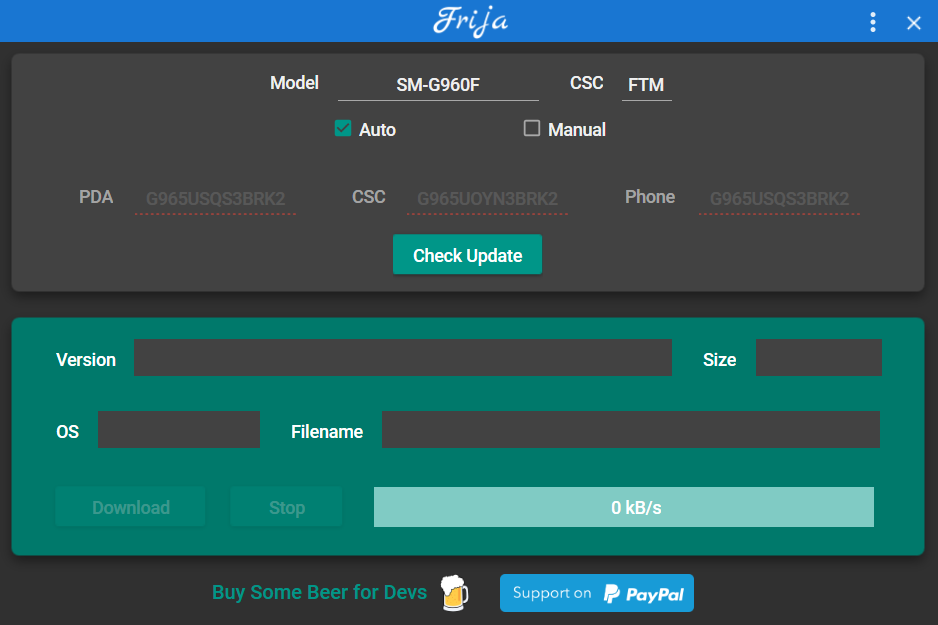 Frija
Model SM-G960F CSC FTM
Auto Manual
PDA G965USQS3BRK2 CSC G965UOYN3BRK2 Phone G965USQS3BRK2
Check Update
Version Size
OS Filename
Download Stop 0 kB/s
Buy Some Beer for Devs Support on PayPal